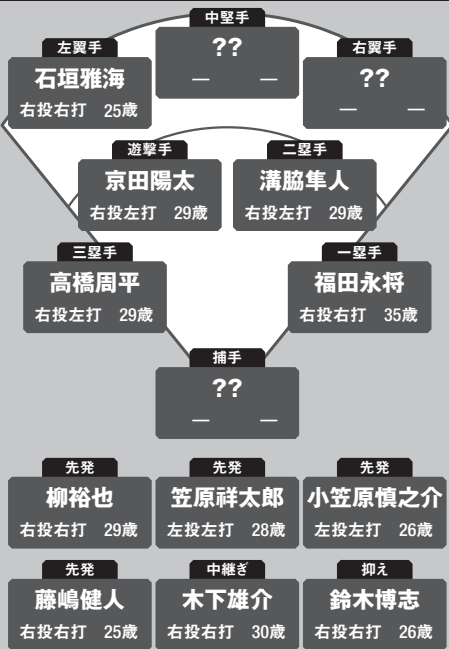 中堅手
??
— —
左翼手
石垣雅海
右投右打 25歳
右翼手
??
— —
遊撃手
京田陽太
右投左打 29歳
二塁手
溝脇隼人
右投左打 29歳
三塁手
高橋周平
右投左打 29歳
一塁手
福田永将
右投右打 35歳
捕手
??
— —
先発
柳裕也
右投右打 29歳
先発
笠原祥太郎
左投左打 28歳
先発
小笠原慎之介
左投左打 26歳
先発
藤嶋健人
右投右打 25歳
中継ぎ
木下雄介
右投右打 30歳
抑え
鈴木博志
右投右打 26歳